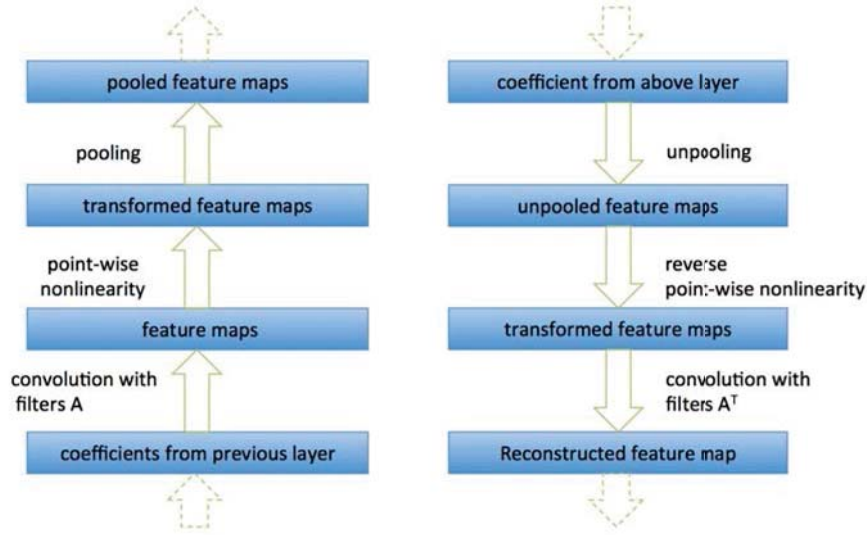 pooled feature maps
pooling
transformed feature maps
point-wise
nonlinearity
feature maps
convolution with
filters A
coefficients from previous layer
coefficient from above layer
unpooling
unpooled feature maps
reverse
point-wise nonlinearity
transformed feature maps
convolution with
filters Aᵀ
Reconstructed feature map